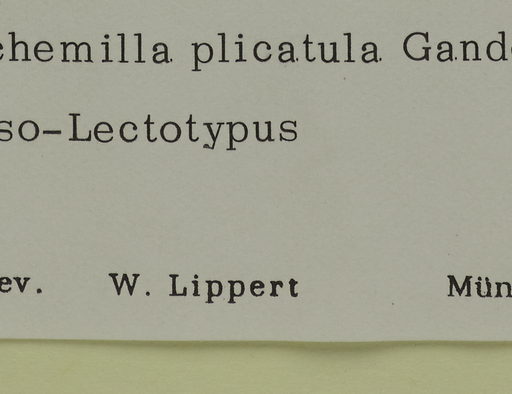 chemilla plicatula Gand
so-Lectotypus
ev. W. Lippert Mün